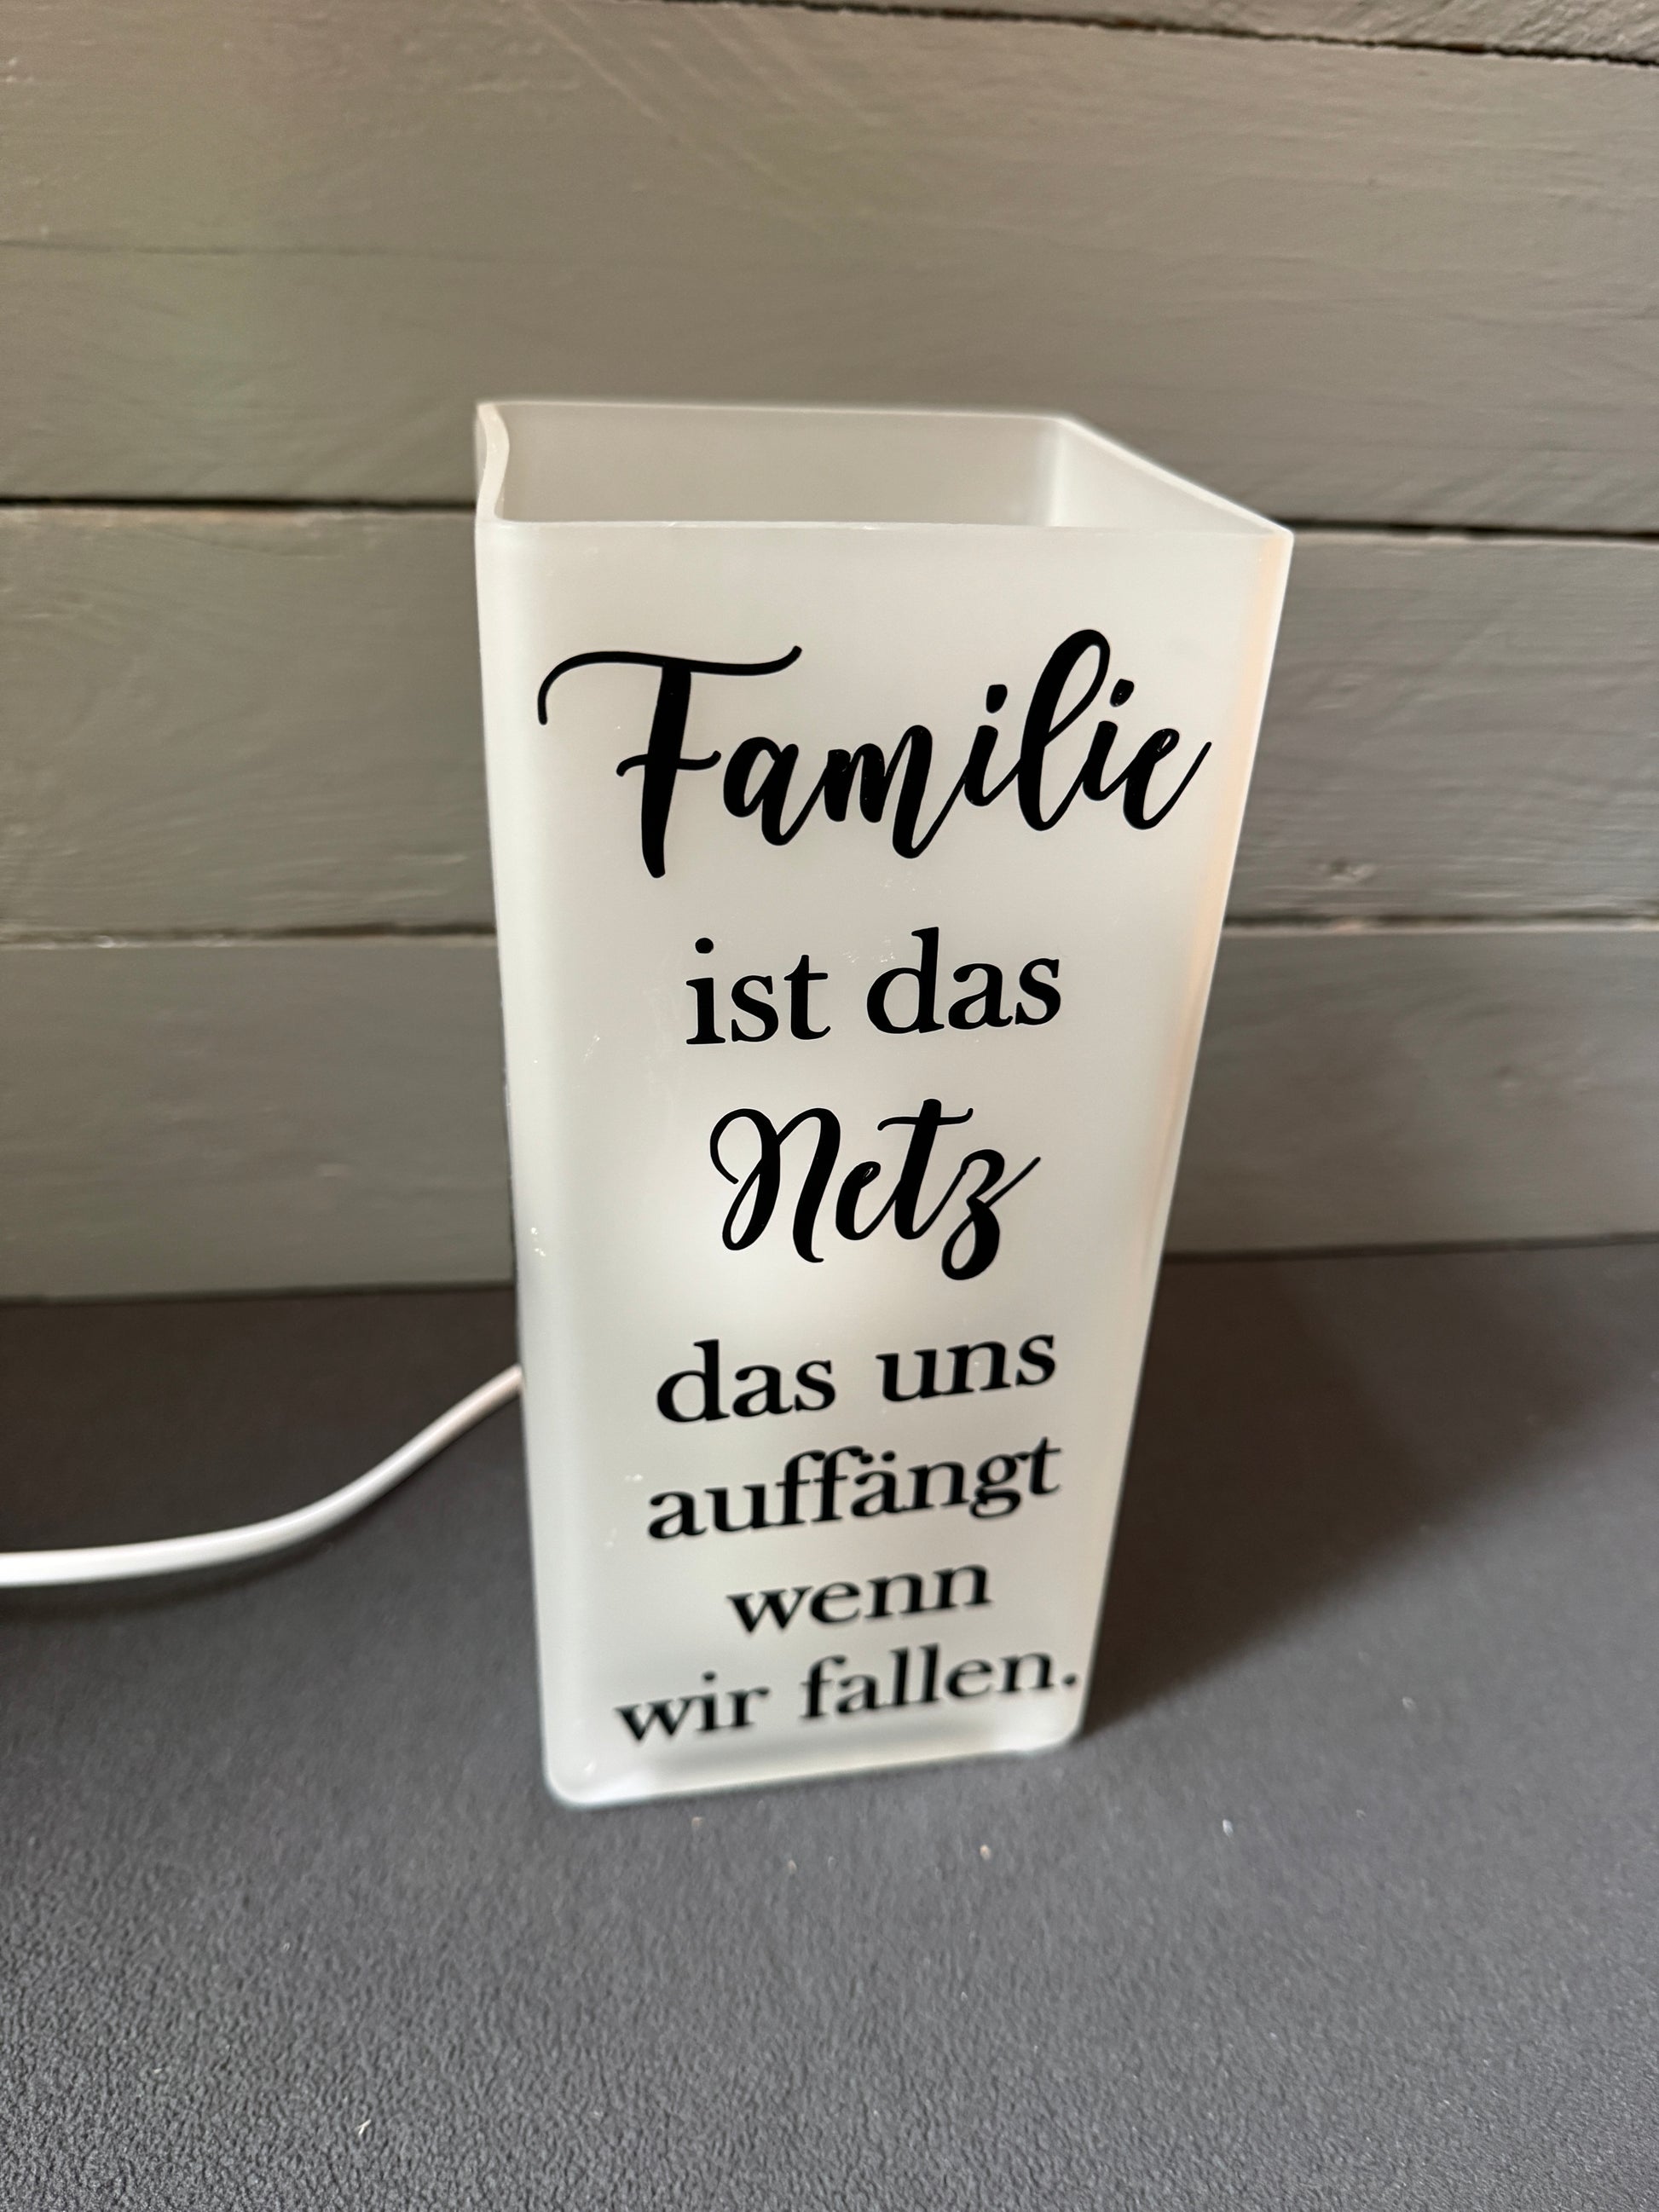 Familie
ist das
Netz
das uns
auffängt
wenn
wir fallen.